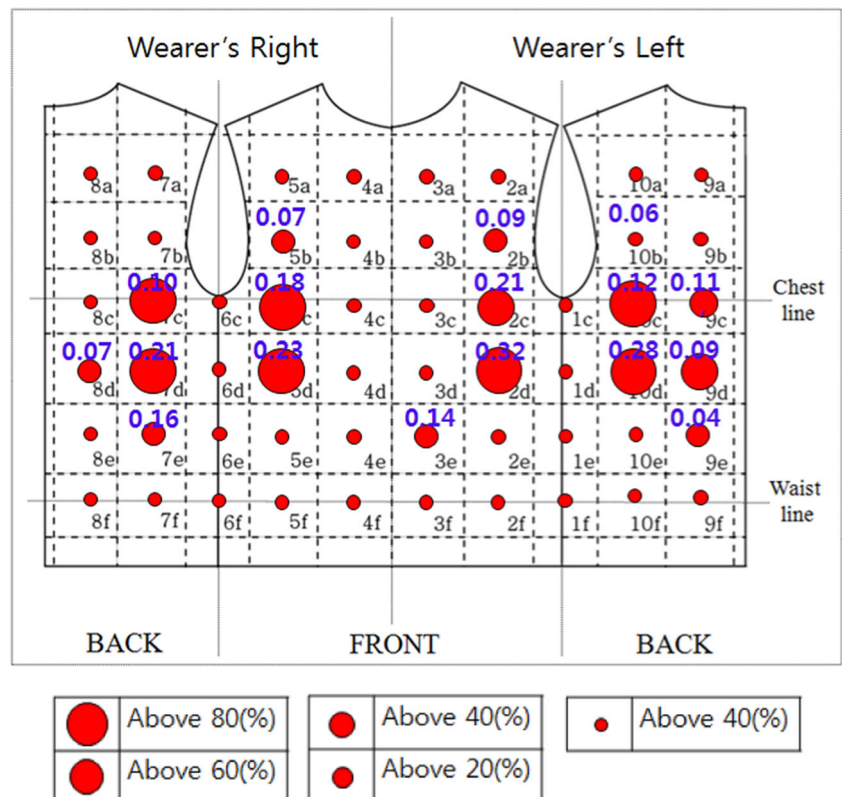 Wearer’s Right Wearer’s Left
8a 7a 5a 4a 3a 2a 10a 9a
0.07 0.09 0.06
8b 7b 5b 4b 3b 2b 10b 9b
0.10 0.18 0.21 0.12 0.11
Chest
line
8c c 6c c 4c 3c 2c 1c c 9c
0.07 0.21 0.23 0.32 0.28 0.09
8d 7d 6d 5d 4d 3d 2d 1d 10d 9d
0.16 0.14 0.04
8e 7e 6e 5e 4e 3e 2e 1e 10e 9e
Waist
line
8f 7f 6f 5f 4f 3f 2f 1f 10f 9f
BACK FRONT BACK
Above 80(%) Above 40(%) Above 40(%)
Above 60(%) Above 20(%)